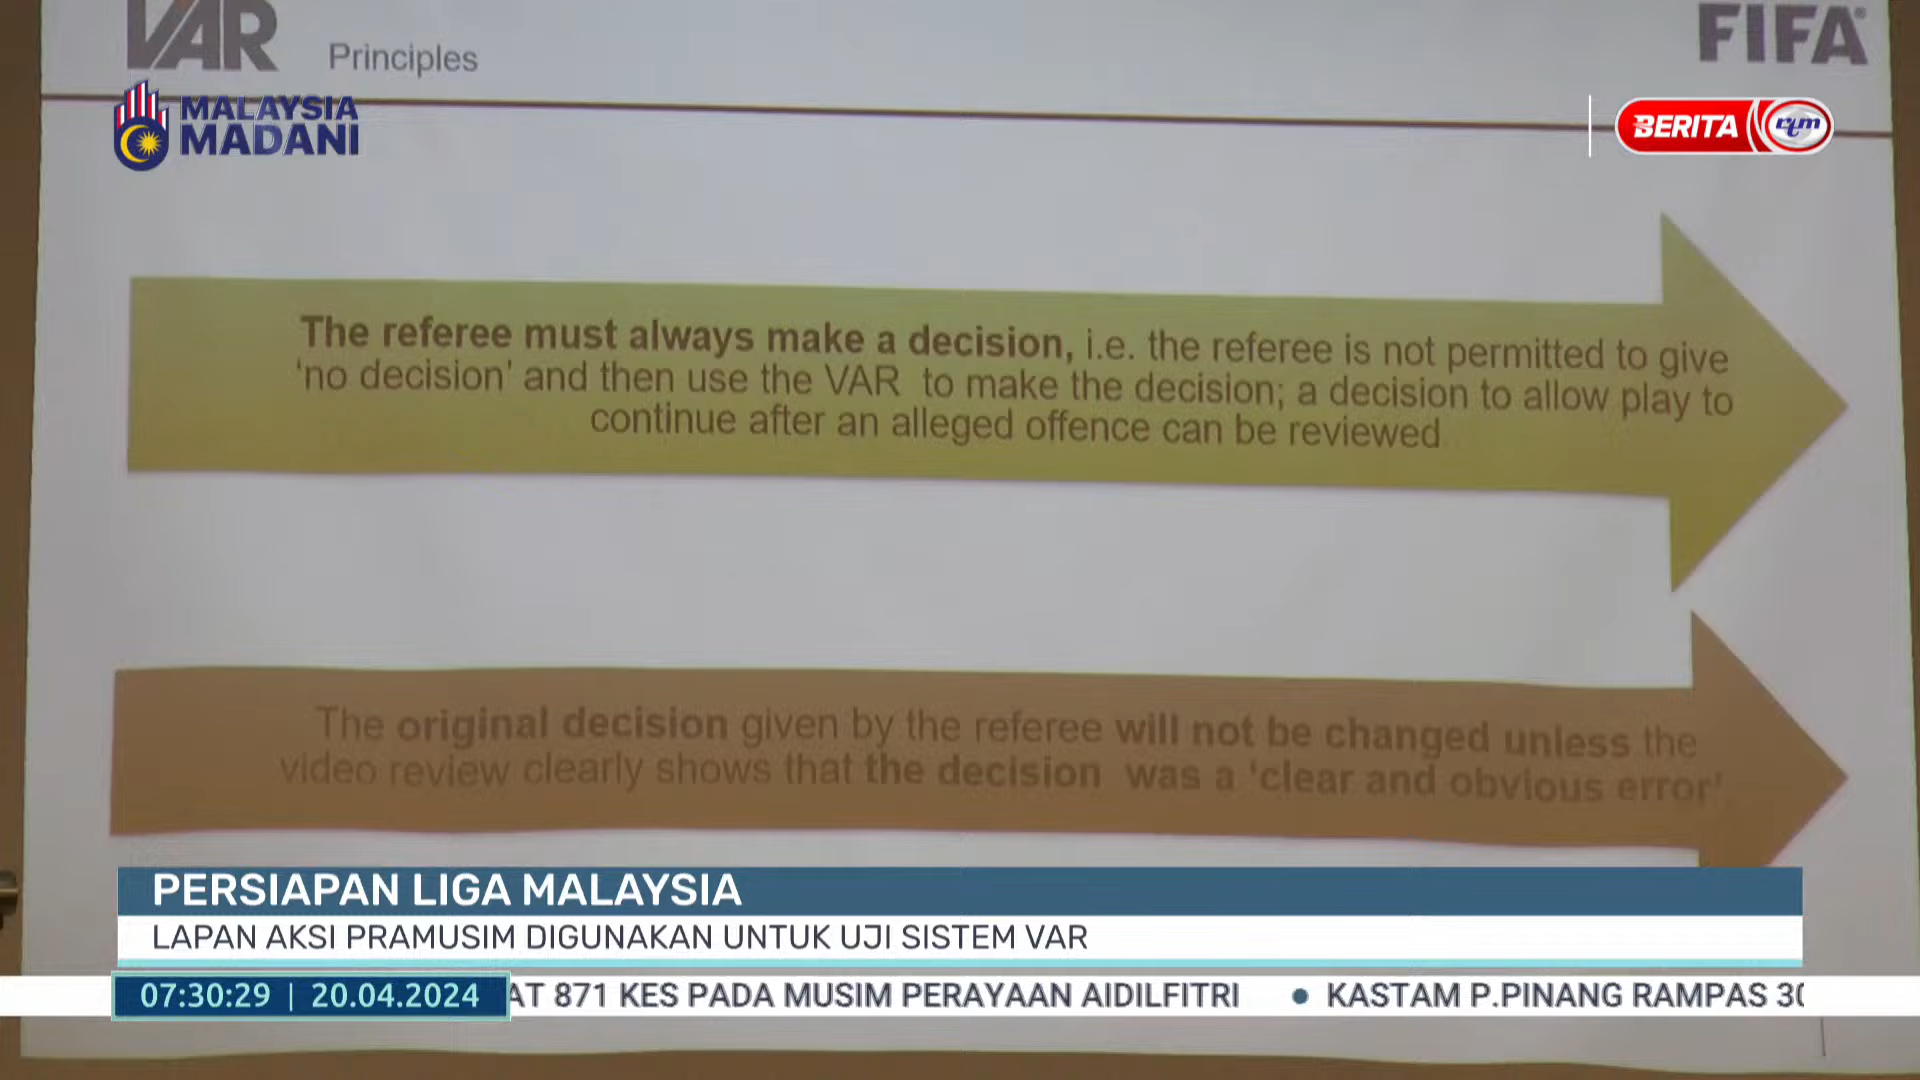 VAR Principles FIFA
MALAYSIA
MADANI
BERITA rtm
The referee must always make a decision, i.e. the referee is not permitted to give
‘no decision’ and then use the VAR to make the decision; a decision to allow play to
continue after an alleged offence can be reviewed
The original decision given by the referee will not be changed unless the
video review clearly shows that the decision was a ‘clear and obvious error’
PERSIAPAN LIGA MALAYSIA
LAPAN AKSI PRAMUSIM DIGUNAKAN UNTUK UJI SISTEM VAR
07:30:29 | 20.04.2024 AT 871 KES PADA MUSIM PERAYAAN AIDILFITRI • KASTAM P.PINANG RAMPAS